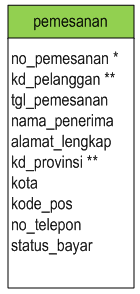 pemesanan
no_pemesanan *
kd_pelanggan **
tgl_pemesanan
nama_penerima
alamat_lengkap
kd_provinsi **
kota
kode_pos
no_telepon
status_bayar